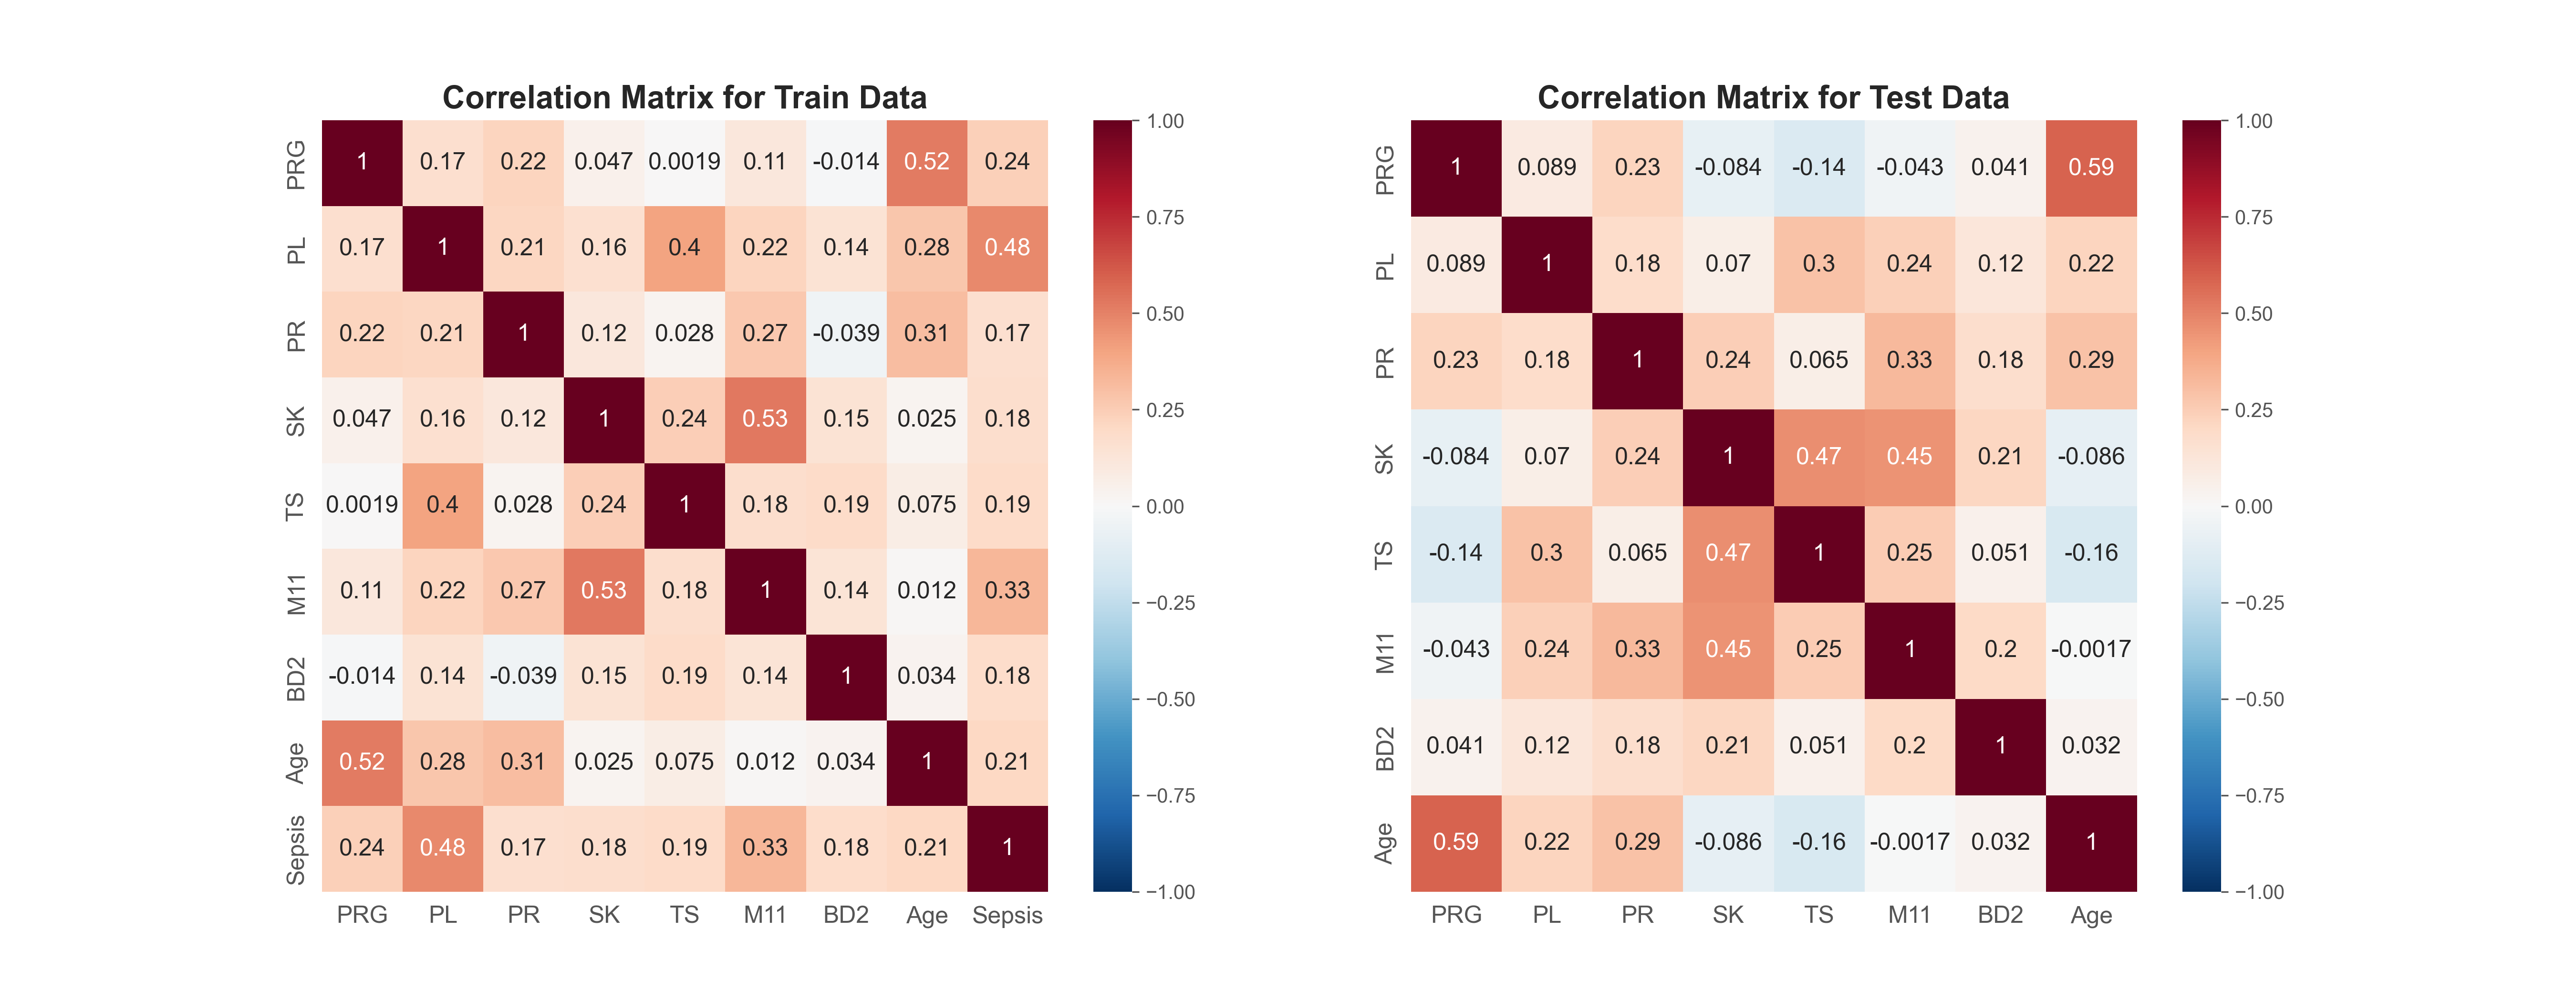 Correlation Matrix for Train Data
PRG 1 0.17 0.22 0.047 0.0019 0.11 -0.014 0.52 0.24
PL 0.17 1 0.21 0.16 0.4 0.22 0.14 0.28 0.48
PR 0.22 0.21 1 0.12 0.028 0.27 -0.039 0.31 0.17
SK 0.047 0.16 0.12 1 0.24 0.53 0.15 0.025 0.18
TS 0.0019 0.4 0.028 0.24 1 0.18 0.19 0.075 0.19
M11 0.11 0.22 0.27 0.53 0.18 1 0.14 0.012 0.33
BD2 -0.014 0.14 -0.039 0.15 0.19 0.14 1 0.034 0.18
Age 0.52 0.28 0.31 0.025 0.075 0.012 0.034 1 0.21
Sepsis 0.24 0.48 0.17 0.18 0.19 0.33 0.18 0.21 1
PRG PL PR SK TS M11 BD2 Age Sepsis
1.00
0.75
0.50
0.25
0.00
−0.25
−0.50
−0.75
−1.00
Correlation Matrix for Test Data
PRG 1 0.089 0.23 -0.084 -0.14 -0.043 0.041 0.59
PL 0.089 1 0.18 0.07 0.3 0.24 0.12 0.22
PR 0.23 0.18 1 0.24 0.065 0.33 0.18 0.29
SK -0.084 0.07 0.24 1 0.47 0.45 0.21 -0.086
TS -0.14 0.3 0.065 0.47 1 0.25 0.051 -0.16
M11 -0.043 0.24 0.33 0.45 0.25 1 0.2 -0.0017
BD2 0.041 0.12 0.18 0.21 0.051 0.2 1 0.032
Age 0.59 0.22 0.29 -0.086 -0.16 -0.0017 0.032 1
PRG PL PR SK TS M11 BD2 Age
1.00
0.75
0.50
0.25
0.00
−0.25
−0.50
−0.75
−1.00